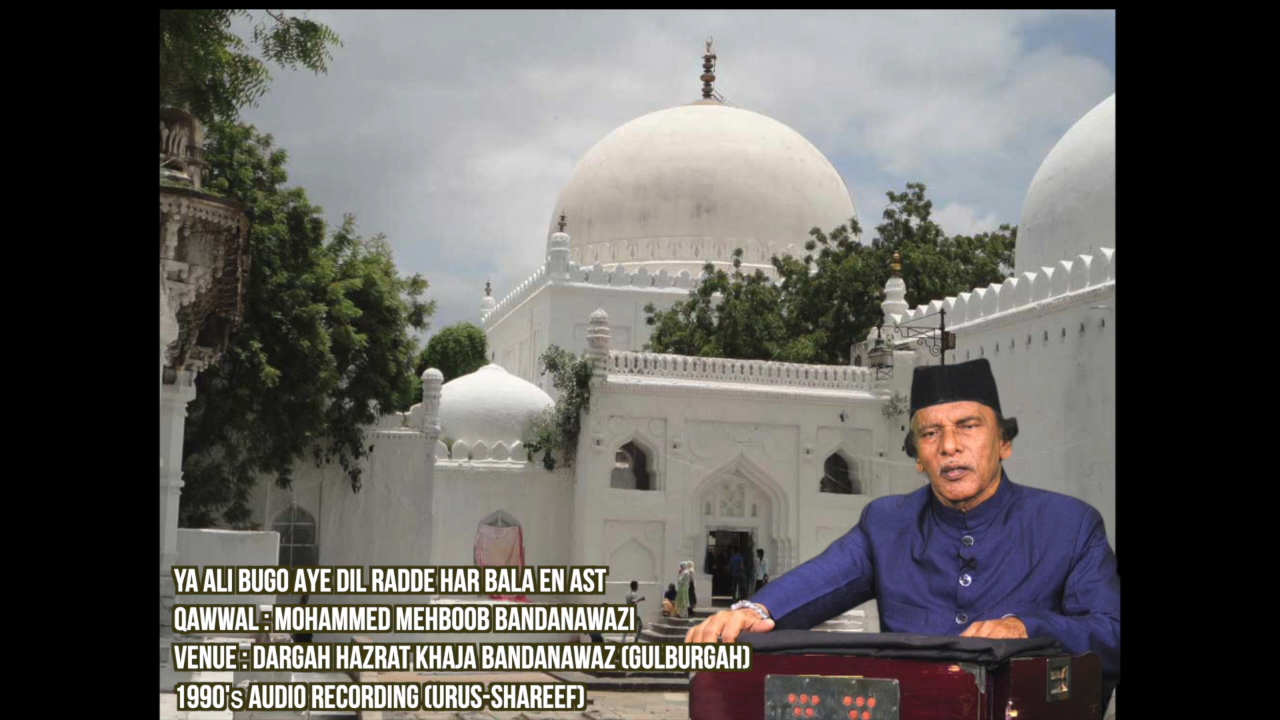 YA ALI BUGO AYE DIL RADDE HAR BALA EN AST
QAWWAL : MOHAMMED MEHBOOB BANDANAWAZI
VENUE : DARGAH HAZRAT KHAJA BANDANAWAZ (GULBURGAH)
1990's AUDIO RECORDING (URUS-SHAREEF)